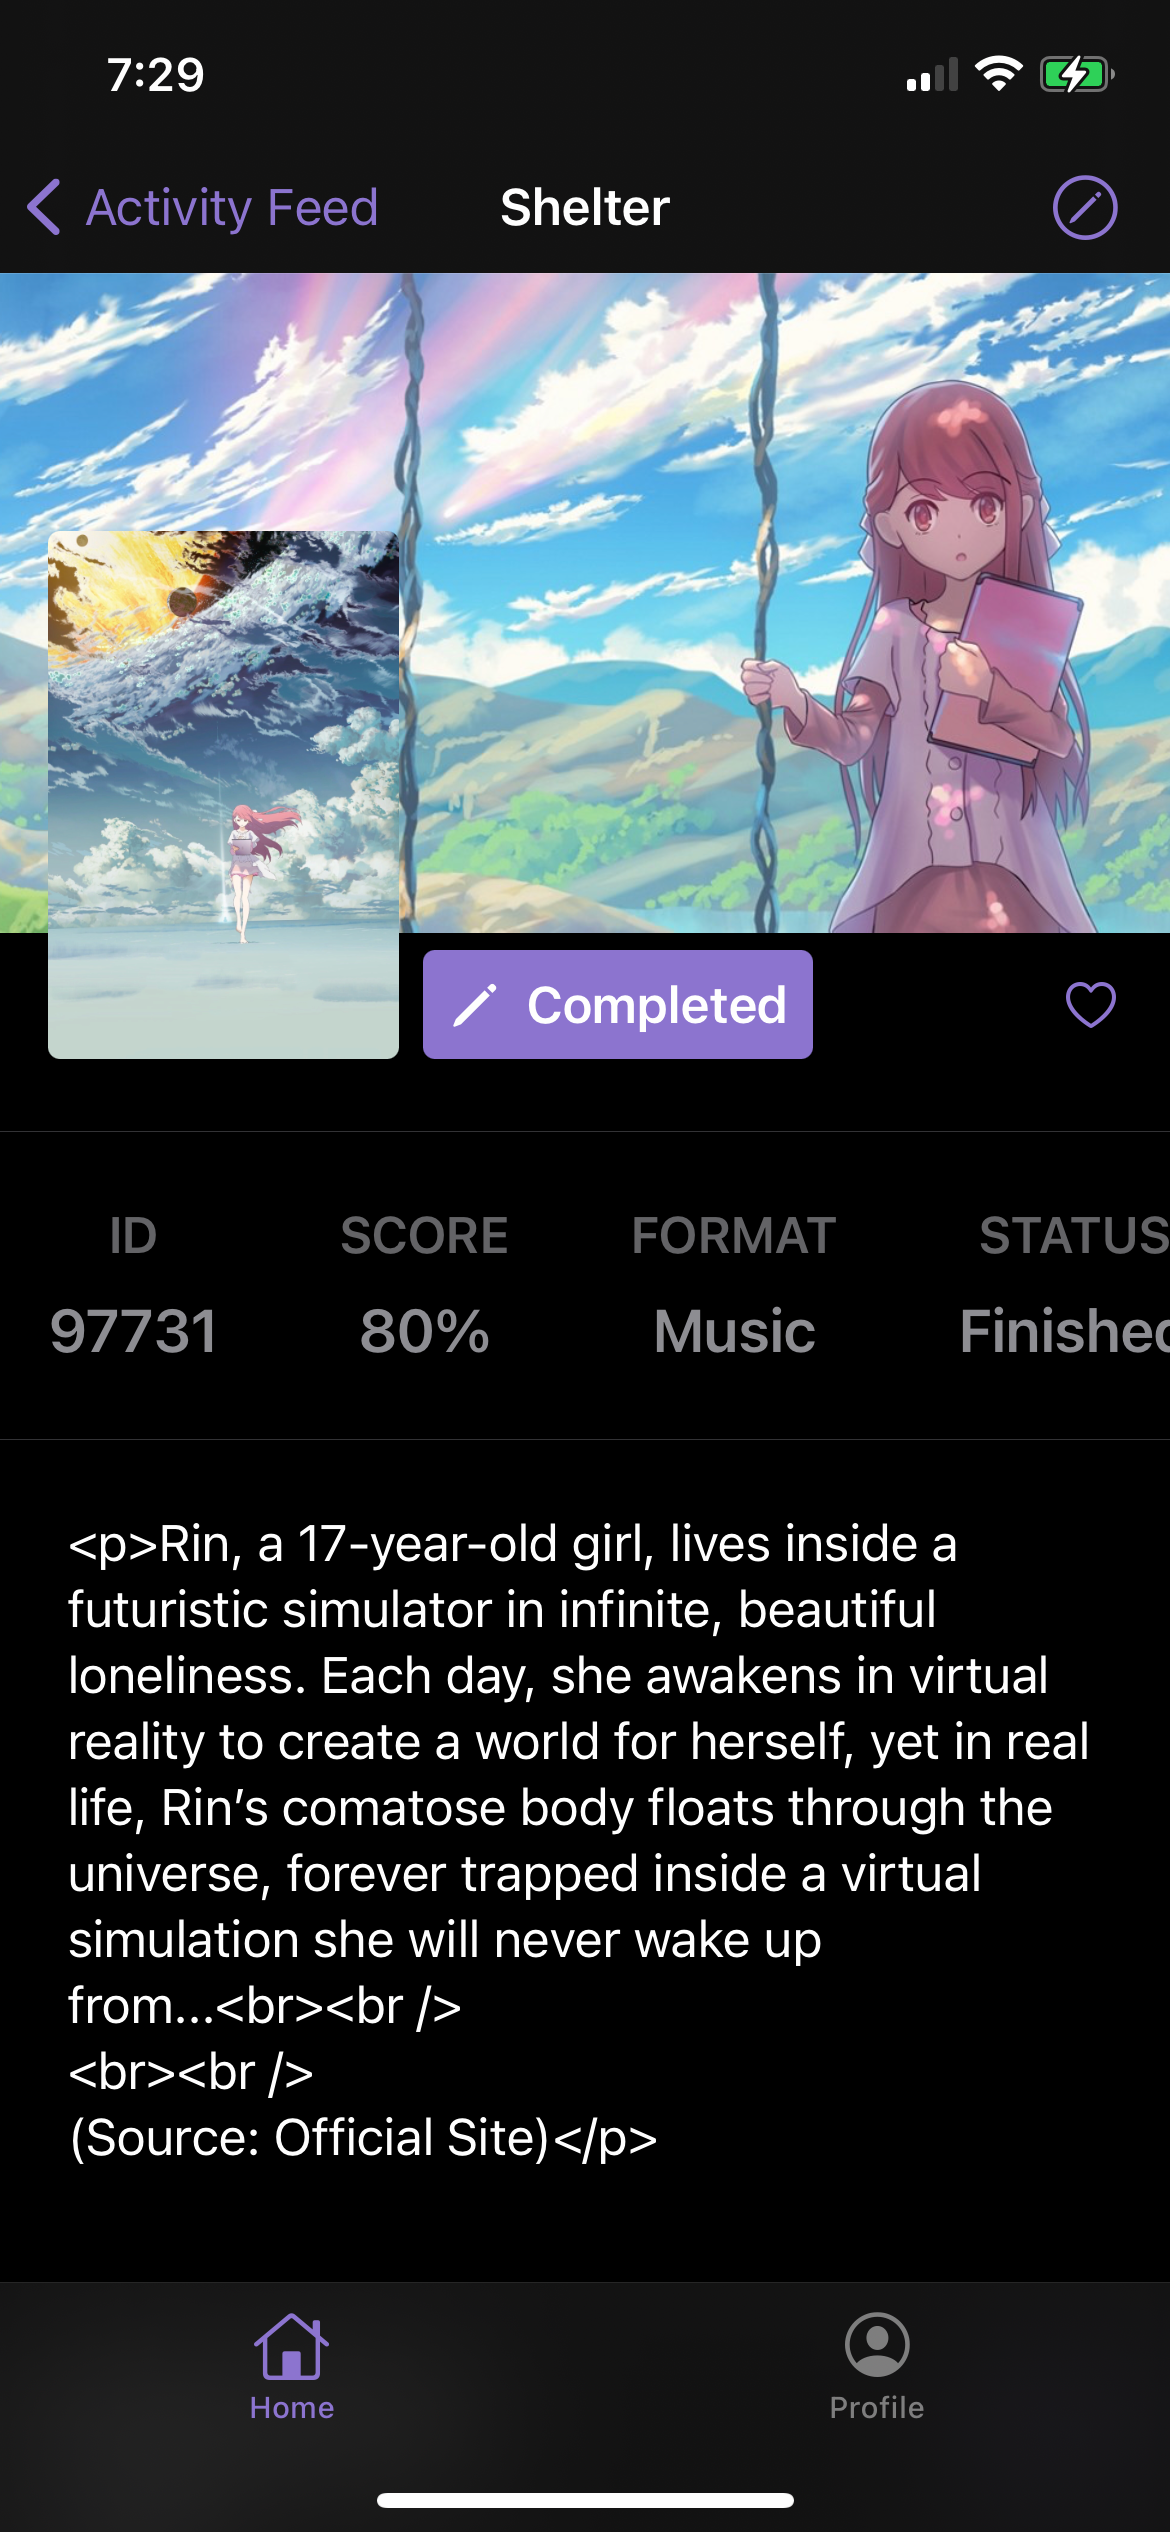 7:29
Activity Feed
Shelter
Completed
ID SCORE FORMAT STATUS
97731 80% Music Finished
<p>Rin, a 17-year-old girl, lives inside a
futuristic simulator in infinite, beautiful
loneliness. Each day, she awakens in virtual
reality to create a world for herself, yet in real
life, Rin’s comatose body floats through the
universe, forever trapped inside a virtual
simulation she will never wake up
from...<br><br />
<br><br />
(Source: Official Site)</p>
Home
Profile